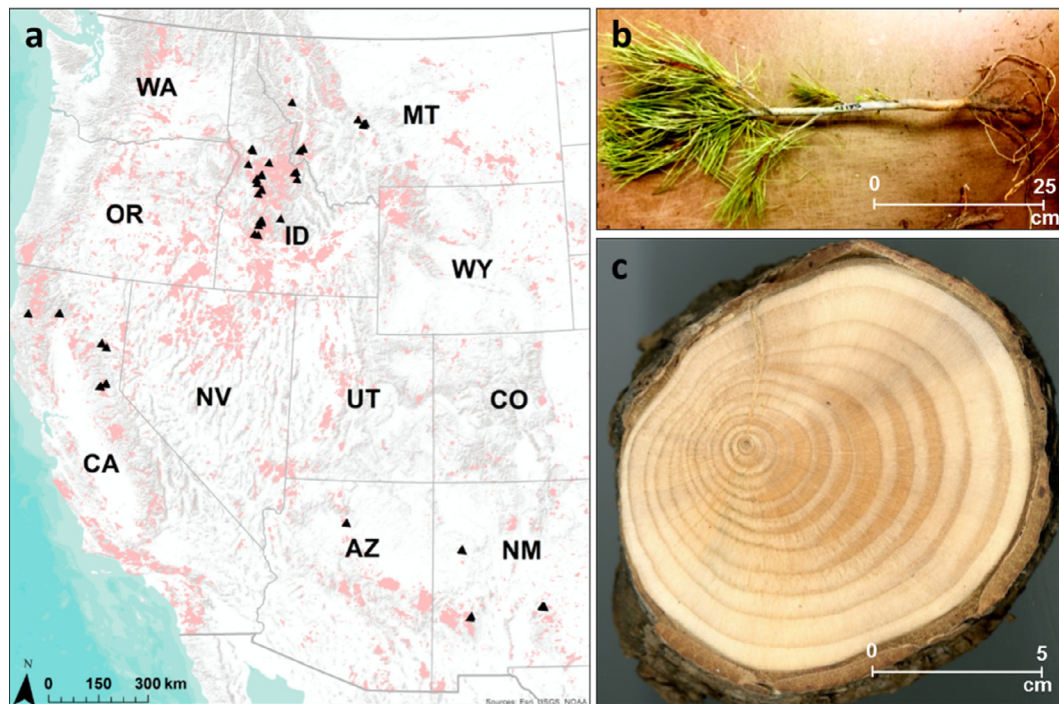 a
WA
MT
OR
ID
WY
NV
UT
CO
CA
AZ
NM
N
0 150 300 km
Sources: Esri, USGS, NOAA
b
0 25
cm
c
0 5
cm